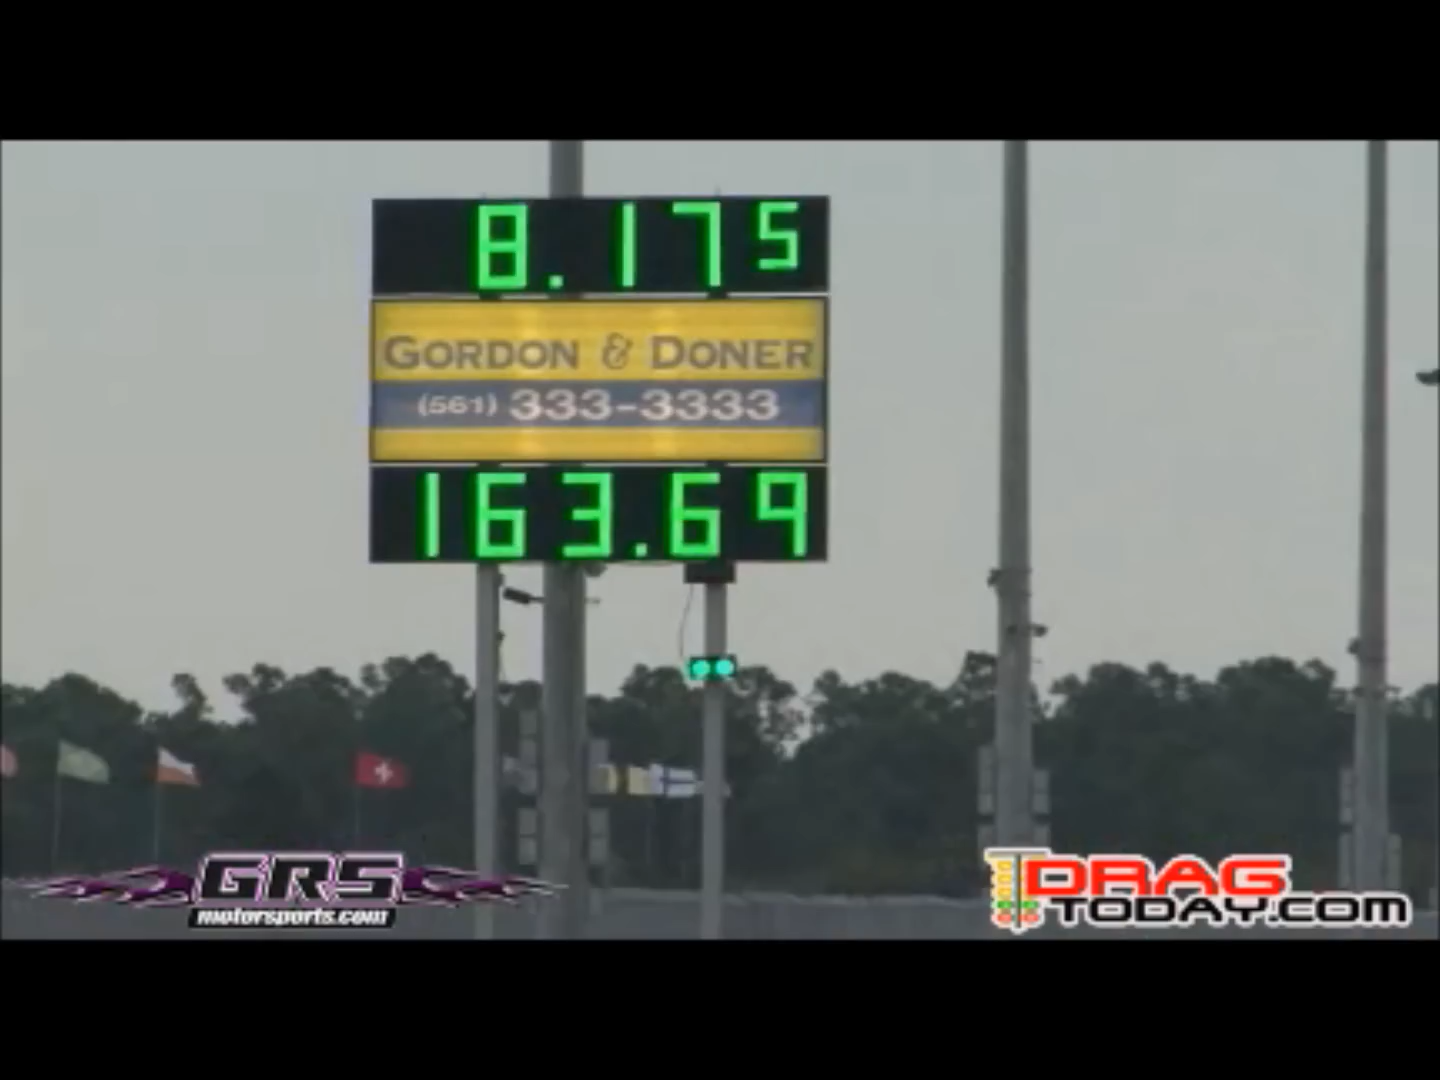 8.175
GORDON & DONER
(561) 333-3333
163.69
GRS
motorsports.com
DRAG
TODAY.COM